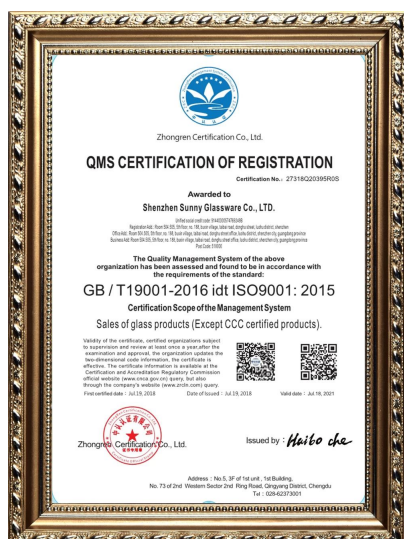 Zhongren Certification Co., Ltd.
QMS CERTIFICATION OF REGISTRATION
Certification No.: 27318Q20395R0S
Awarded to
Shenzhen Sunny Glassware Co., LTD.
The Quality Management System of the above
organization has been assessed and found to be in accordance with
the requirements of the standard:
GB / T19001-2016 idt ISO9001: 2015
Certification Scope of the Management System
Sales of glass products (Except CCC certified products).
Validity of the certificate, certified organizations subject
to supervision and review at least once a year,after the
examination and approval, the organization updates the
two-dimensional code information, the certificate is
effective. The certificate information is available at the
Certification and Accreditation Regulatory Commission
official website (www.cnca.gov.cn) query, but also
through the company's website (www.zrcln.com) query.
First certified date : Jul.19, 2018 Date of Issued : Jul.19, 2018 Valid date : Jul.19, 2021
Zhongren Certification Co., Ltd.
Issued by : Haibo che
Address : No.5, 3F of 1st unit , 1st Building,
No. 73 of 2nd Western Sector 2nd Ring Road, Qingyang District, Chengdu
Tel : 028-62373001